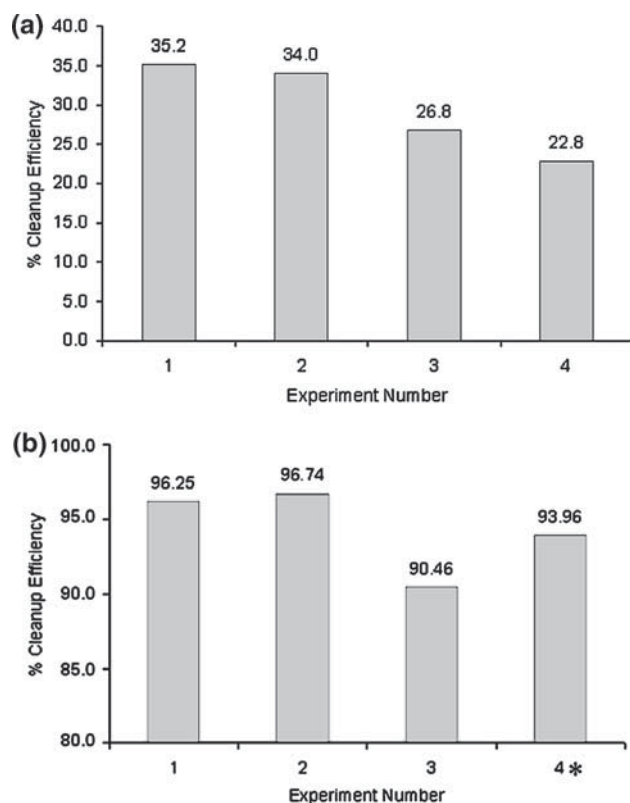 (a)
40.0
35.0
30.0
25.0
20.0
15.0
10.0
5.0
0.0
% Cleanup Efficiency
35.2
34.0
26.8
22.8
1 2 3 4
Experiment Number
(b)
100.0
95.0
90.0
85.0
80.0
% Cleanup Efficiency
96.25
96.74
90.46
93.96
1 2 3 4*
Experiment Number